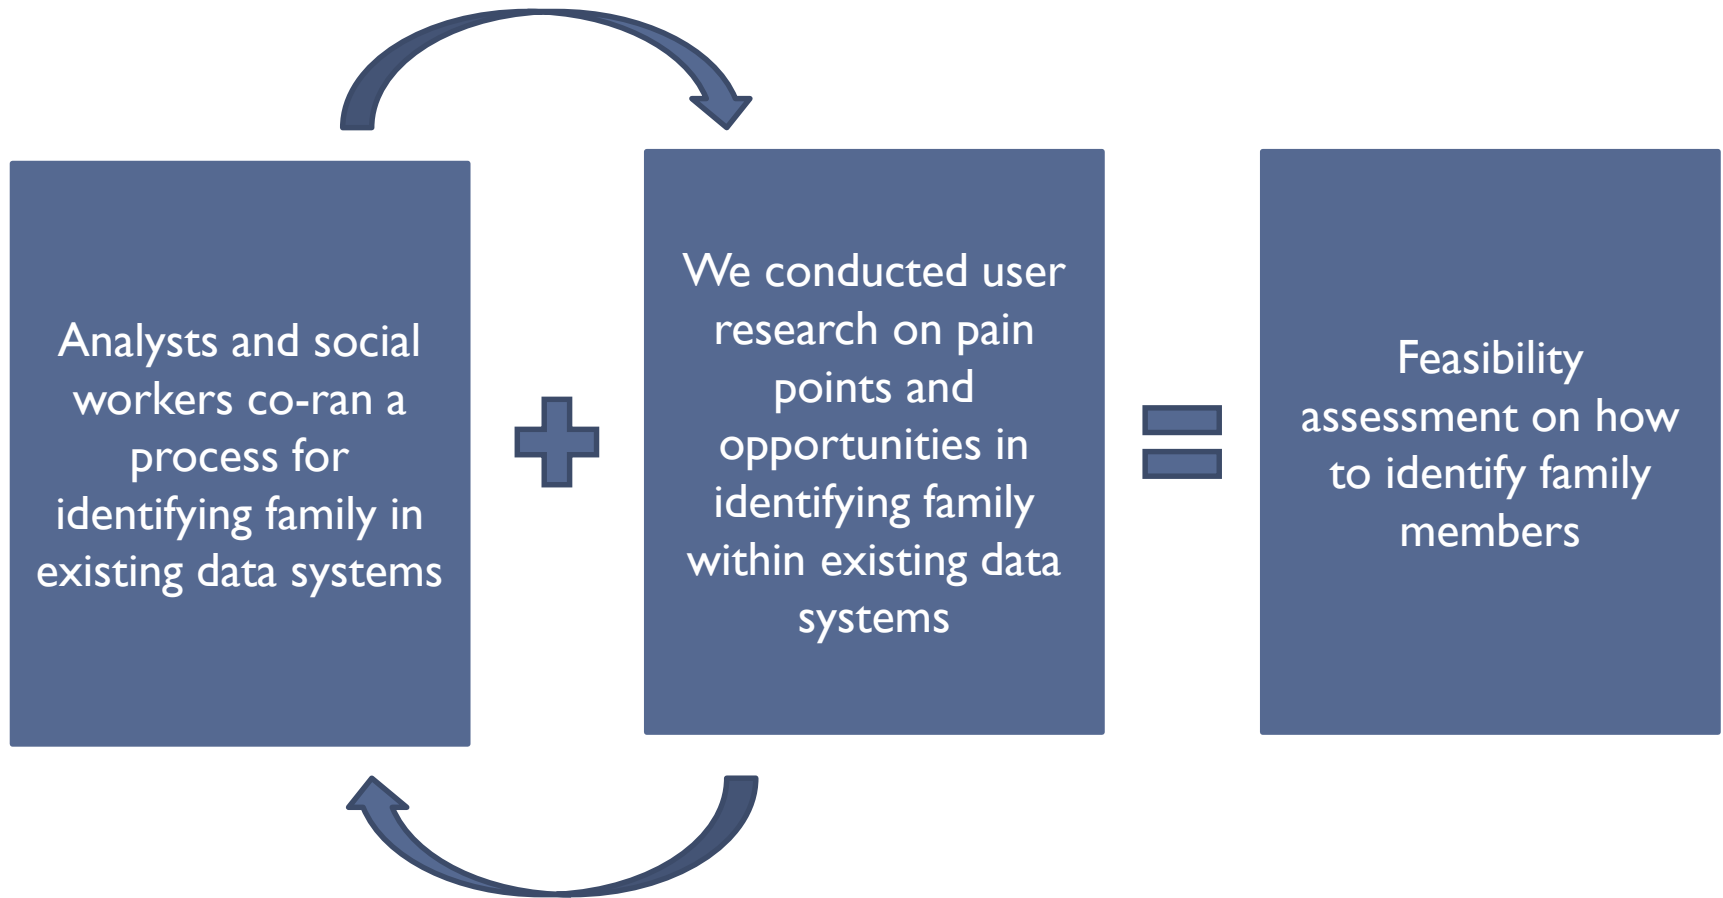 Analysts and social
workers co-ran a
process for
identifying family in
existing data systems
We conducted user
research on pain
points and
opportunities in
identifying family
within existing data
systems
Feasibility
assessment on how
to identify family
members